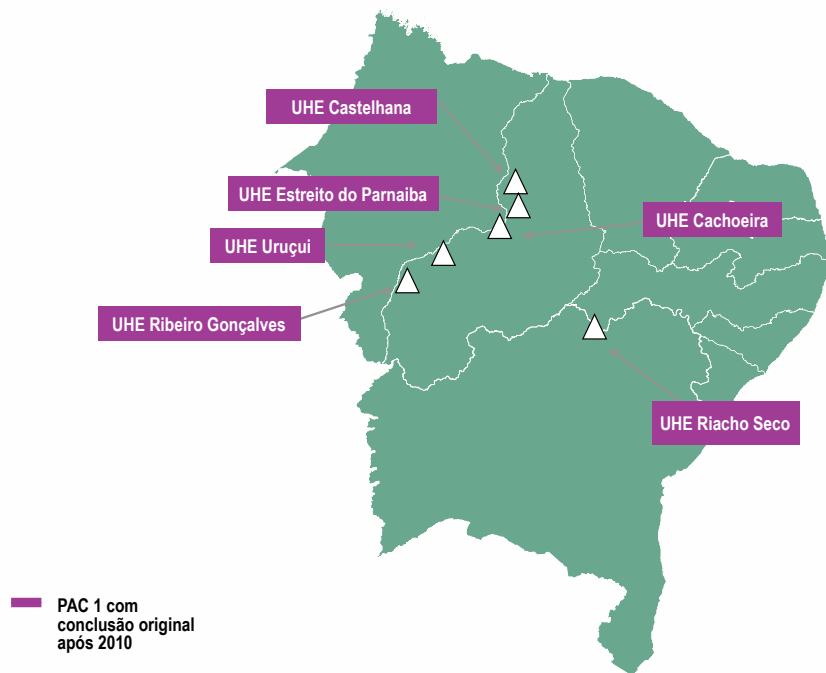 UHE Castelhana
UHE Estreito do Parnaiba
UHE Cachoeira
UHE Uruçui
UHE Ribeiro Gonçalves
UHE Riacho Seco
PAC 1 com
conclusão original
após 2010